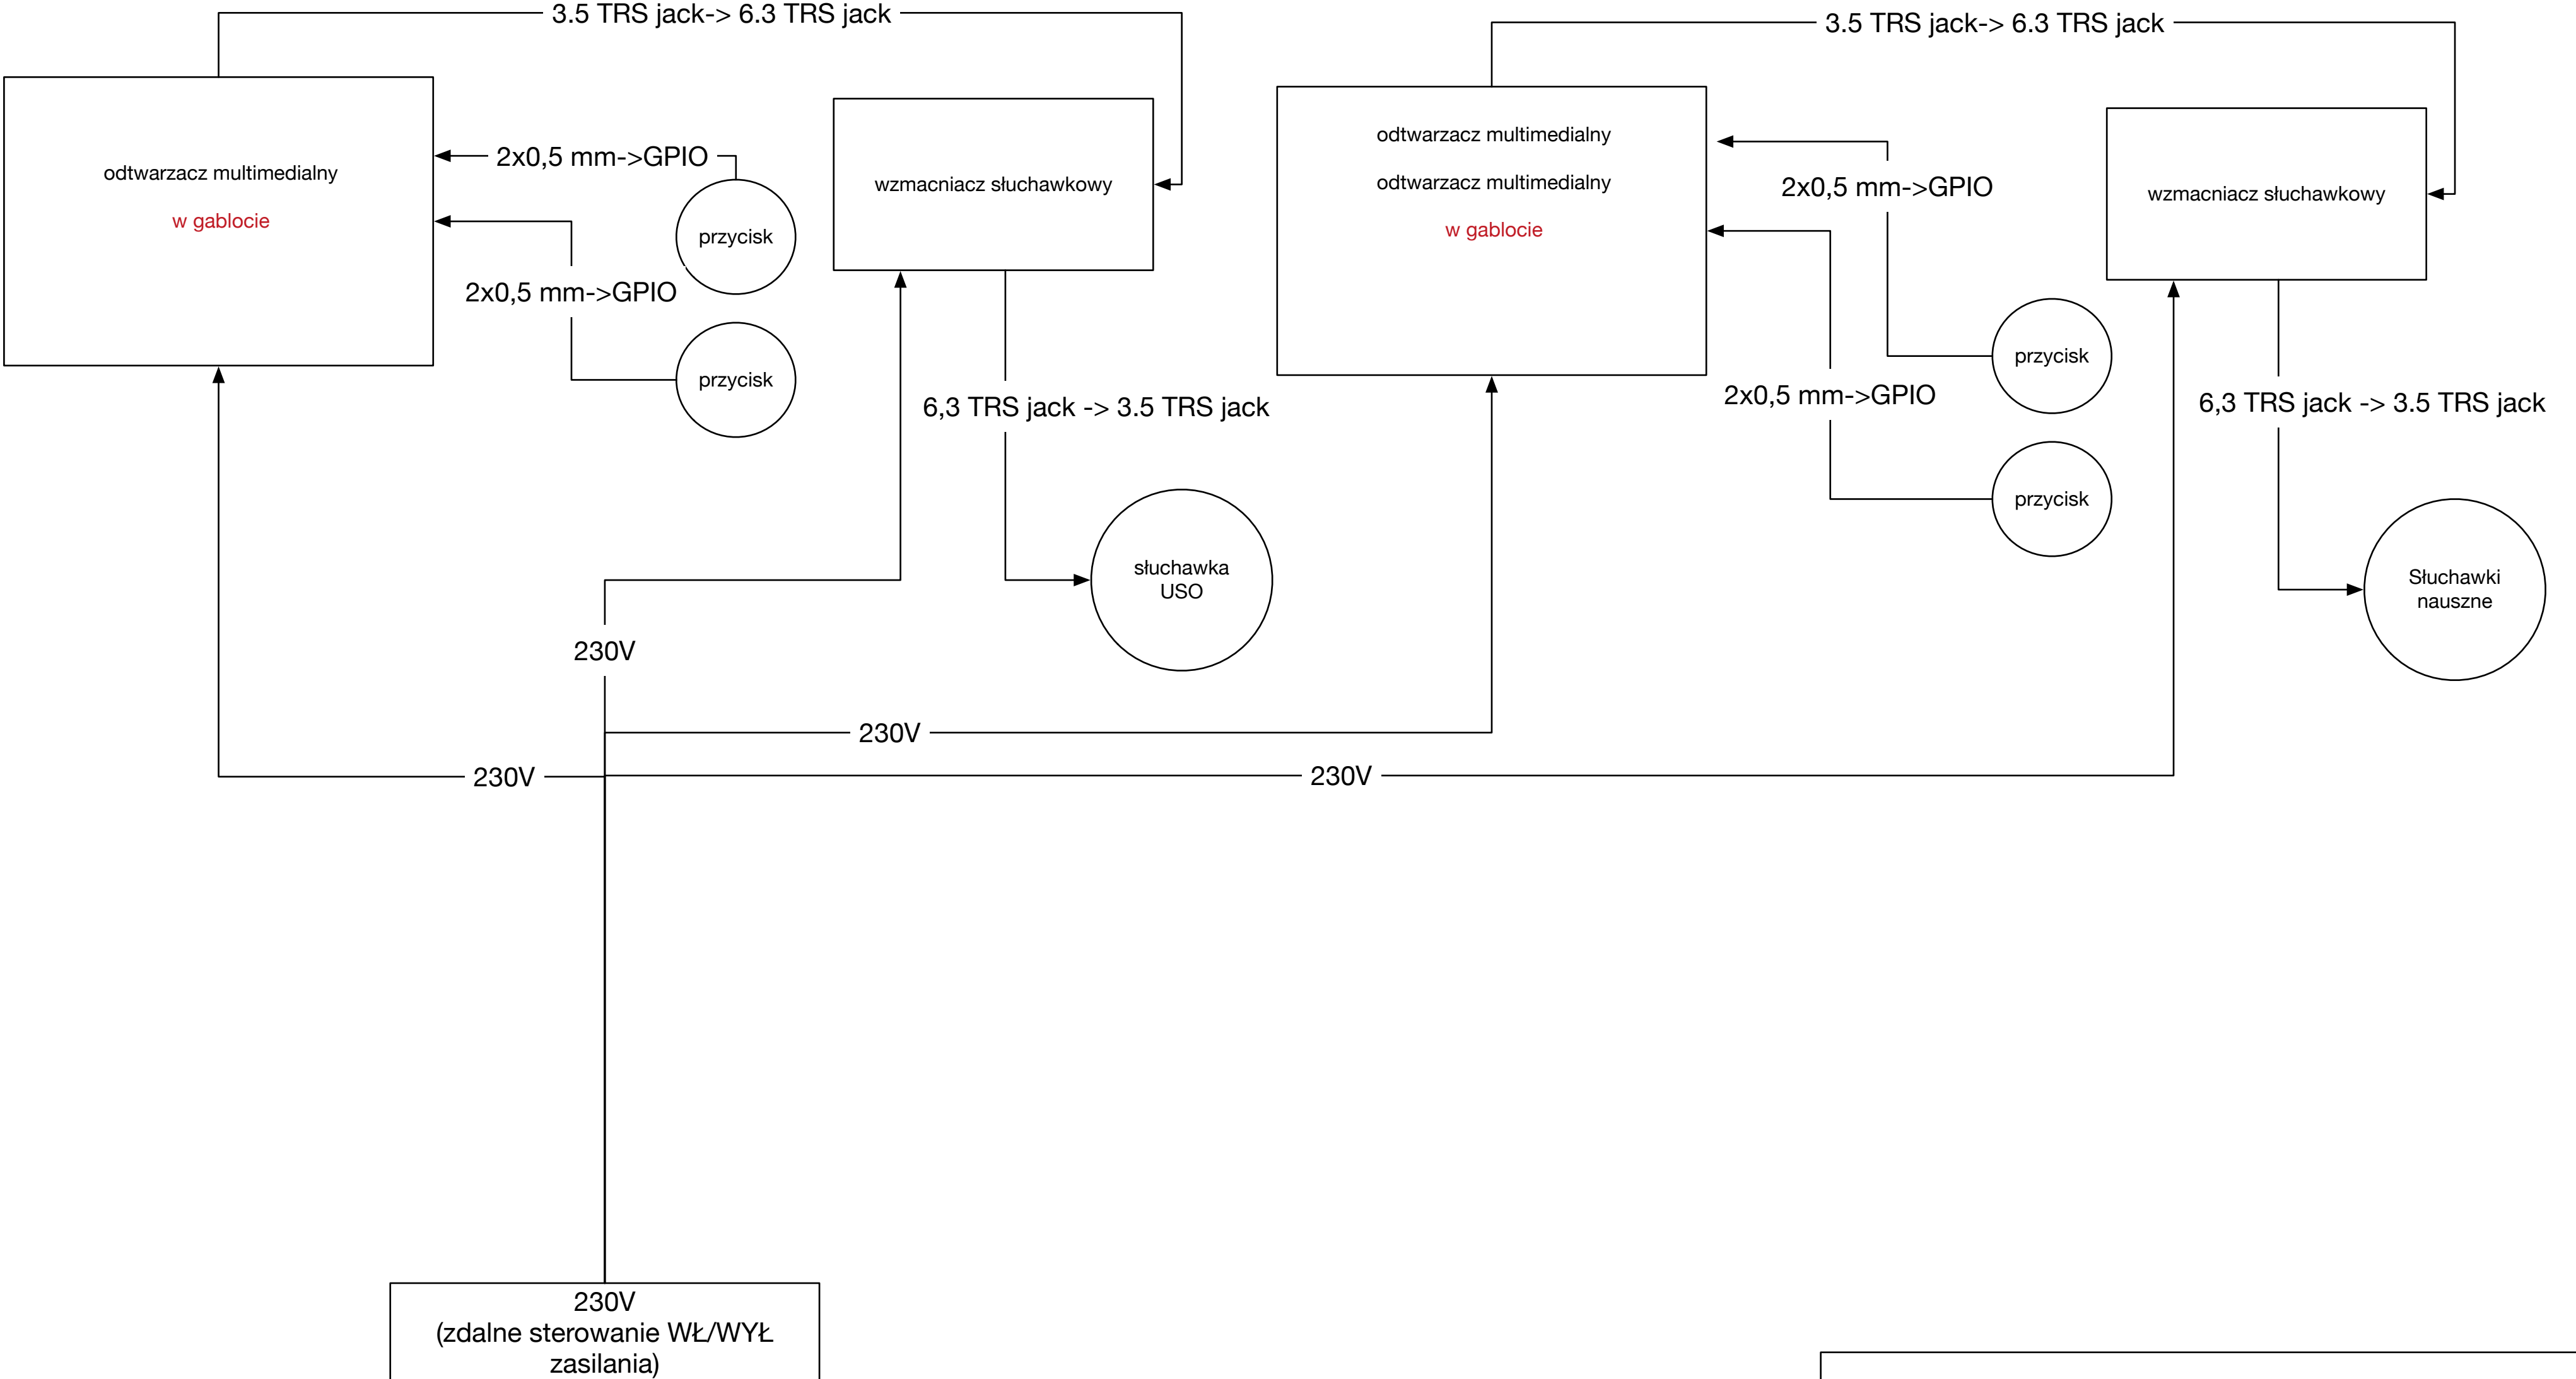 3.5 TRS jack-> 6.3 TRS jack
3.5 TRS jack-> 6.3 TRS jack
odtwarzacz multimedialny
w gablocie
2x0,5 mm->GPIO
przycisk
2x0,5 mm->GPIO
przycisk
wzmacniacz słuchawkowy
6,3 TRS jack -> 3.5 TRS jack
słuchawka
USO
odtwarzacz multimedialny
odtwarzacz multimedialny
w gablocie
2x0,5 mm->GPIO
przycisk
2x0,5 mm->GPIO
przycisk
wzmacniacz słuchawkowy
6,3 TRS jack -> 3.5 TRS jack
Słuchawki
nauszne
230V
230V
230V
230V
230V
(zdalne sterowanie WŁ/WYŁ
zasilania)